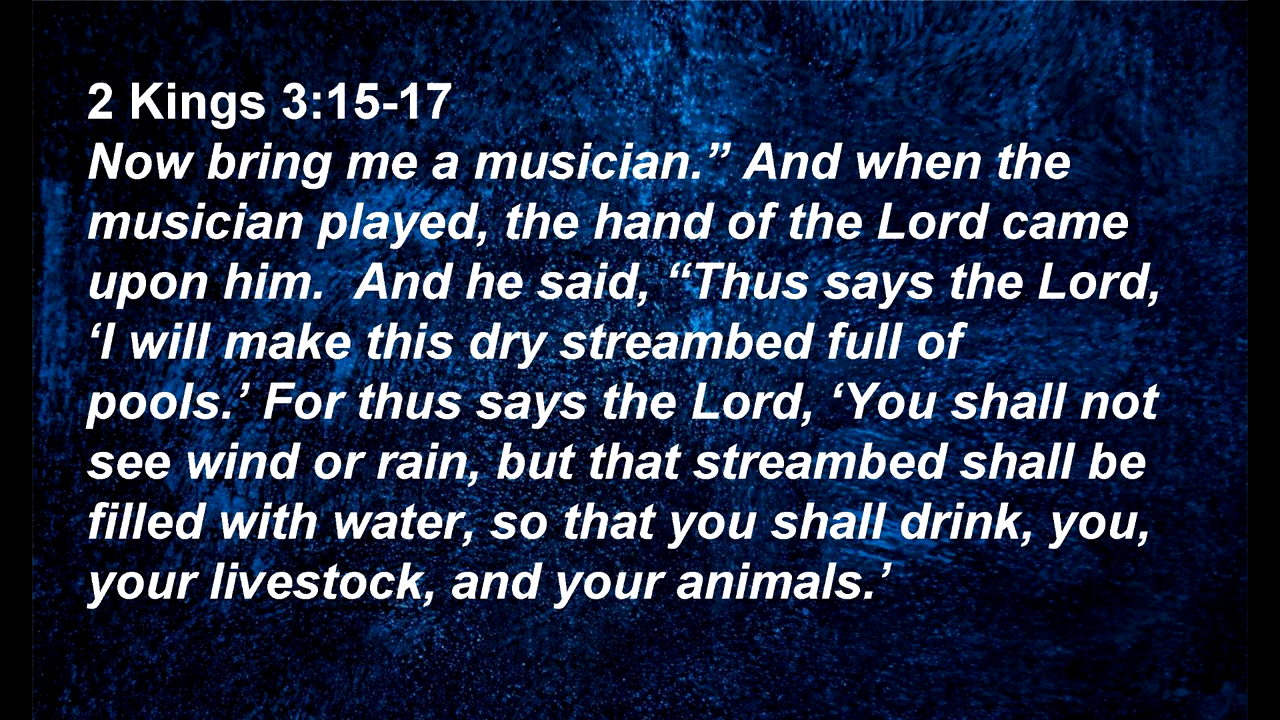 2 Kings 3:15-17
Now bring me a musician.” And when the
musician played, the hand of the Lord came
upon him.  And he said, “Thus says the Lord,
‘I will make this dry streambed full of
pools.’ For thus says the Lord, ‘You shall not
see wind or rain, but that streambed shall be
filled with water, so that you shall drink, you,
your livestock, and your animals.’